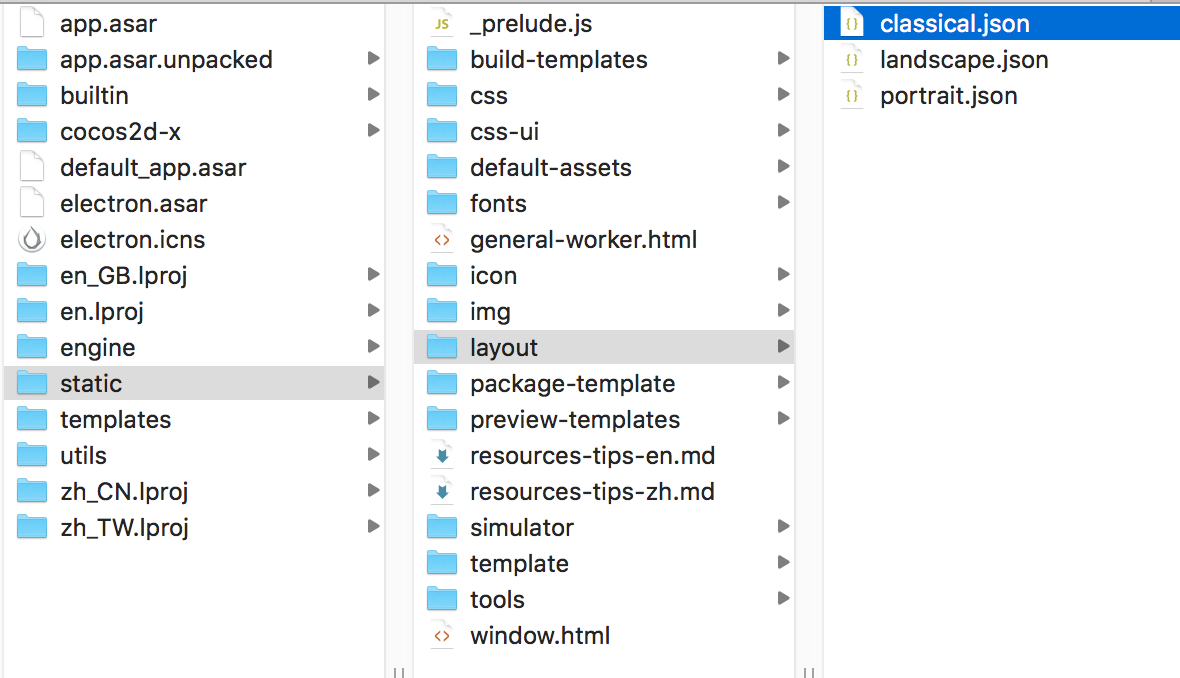 app.asar
app.asar.unpacked
builtin
cocos2d-x
default_app.asar
electron.asar
electron.icns
en_GB.lproj
en.lproj
engine
static
templates
utils
zh_CN.lproj
zh_TW.lproj
JS _prelude.js
build-templates
css
css-ui
default-assets
fonts
general-worker.html
icon
img
layout
package-template
preview-templates
resources-tips-en.md
resources-tips-zh.md
simulator
template
tools
window.html
classical.json
landscape.json
portrait.json